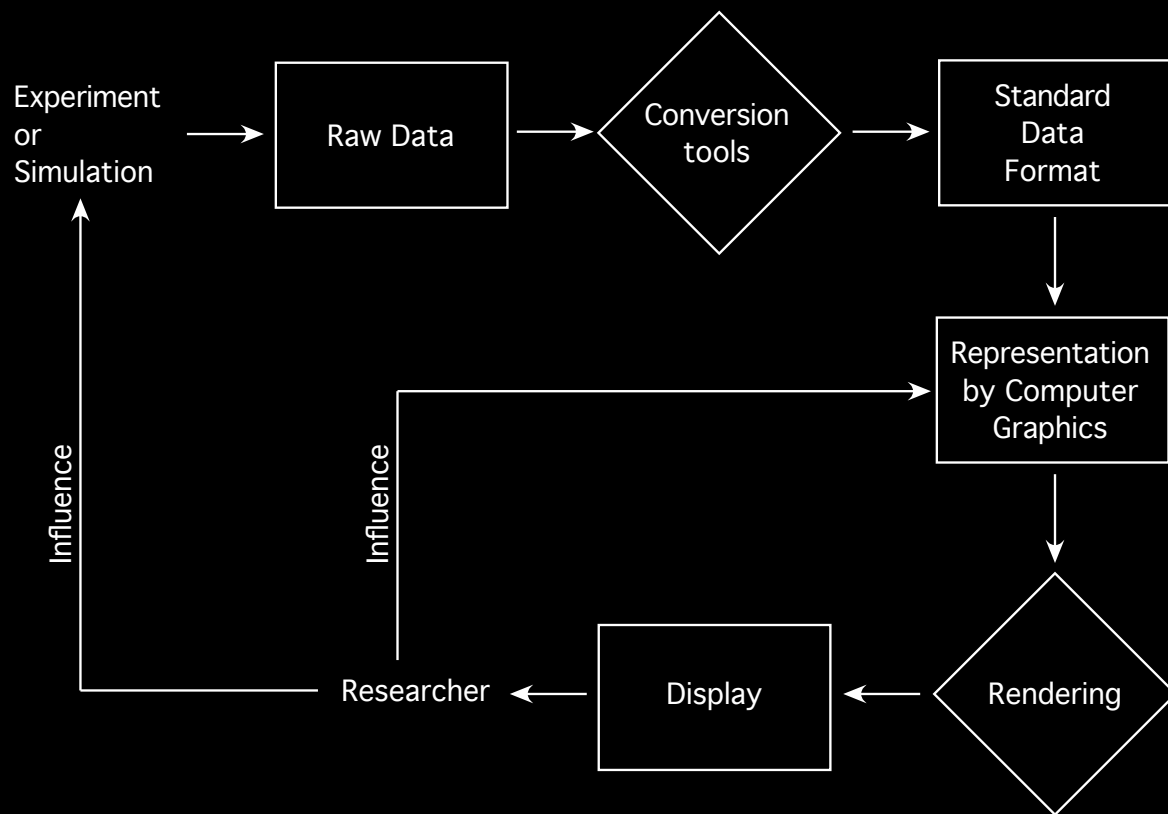 Experiment
or
Simulation
Raw Data
Conversion
tools
Standard
Data
Format
Representation
by Computer
Graphics
Influence
Influence
Researcher
Display
Rendering